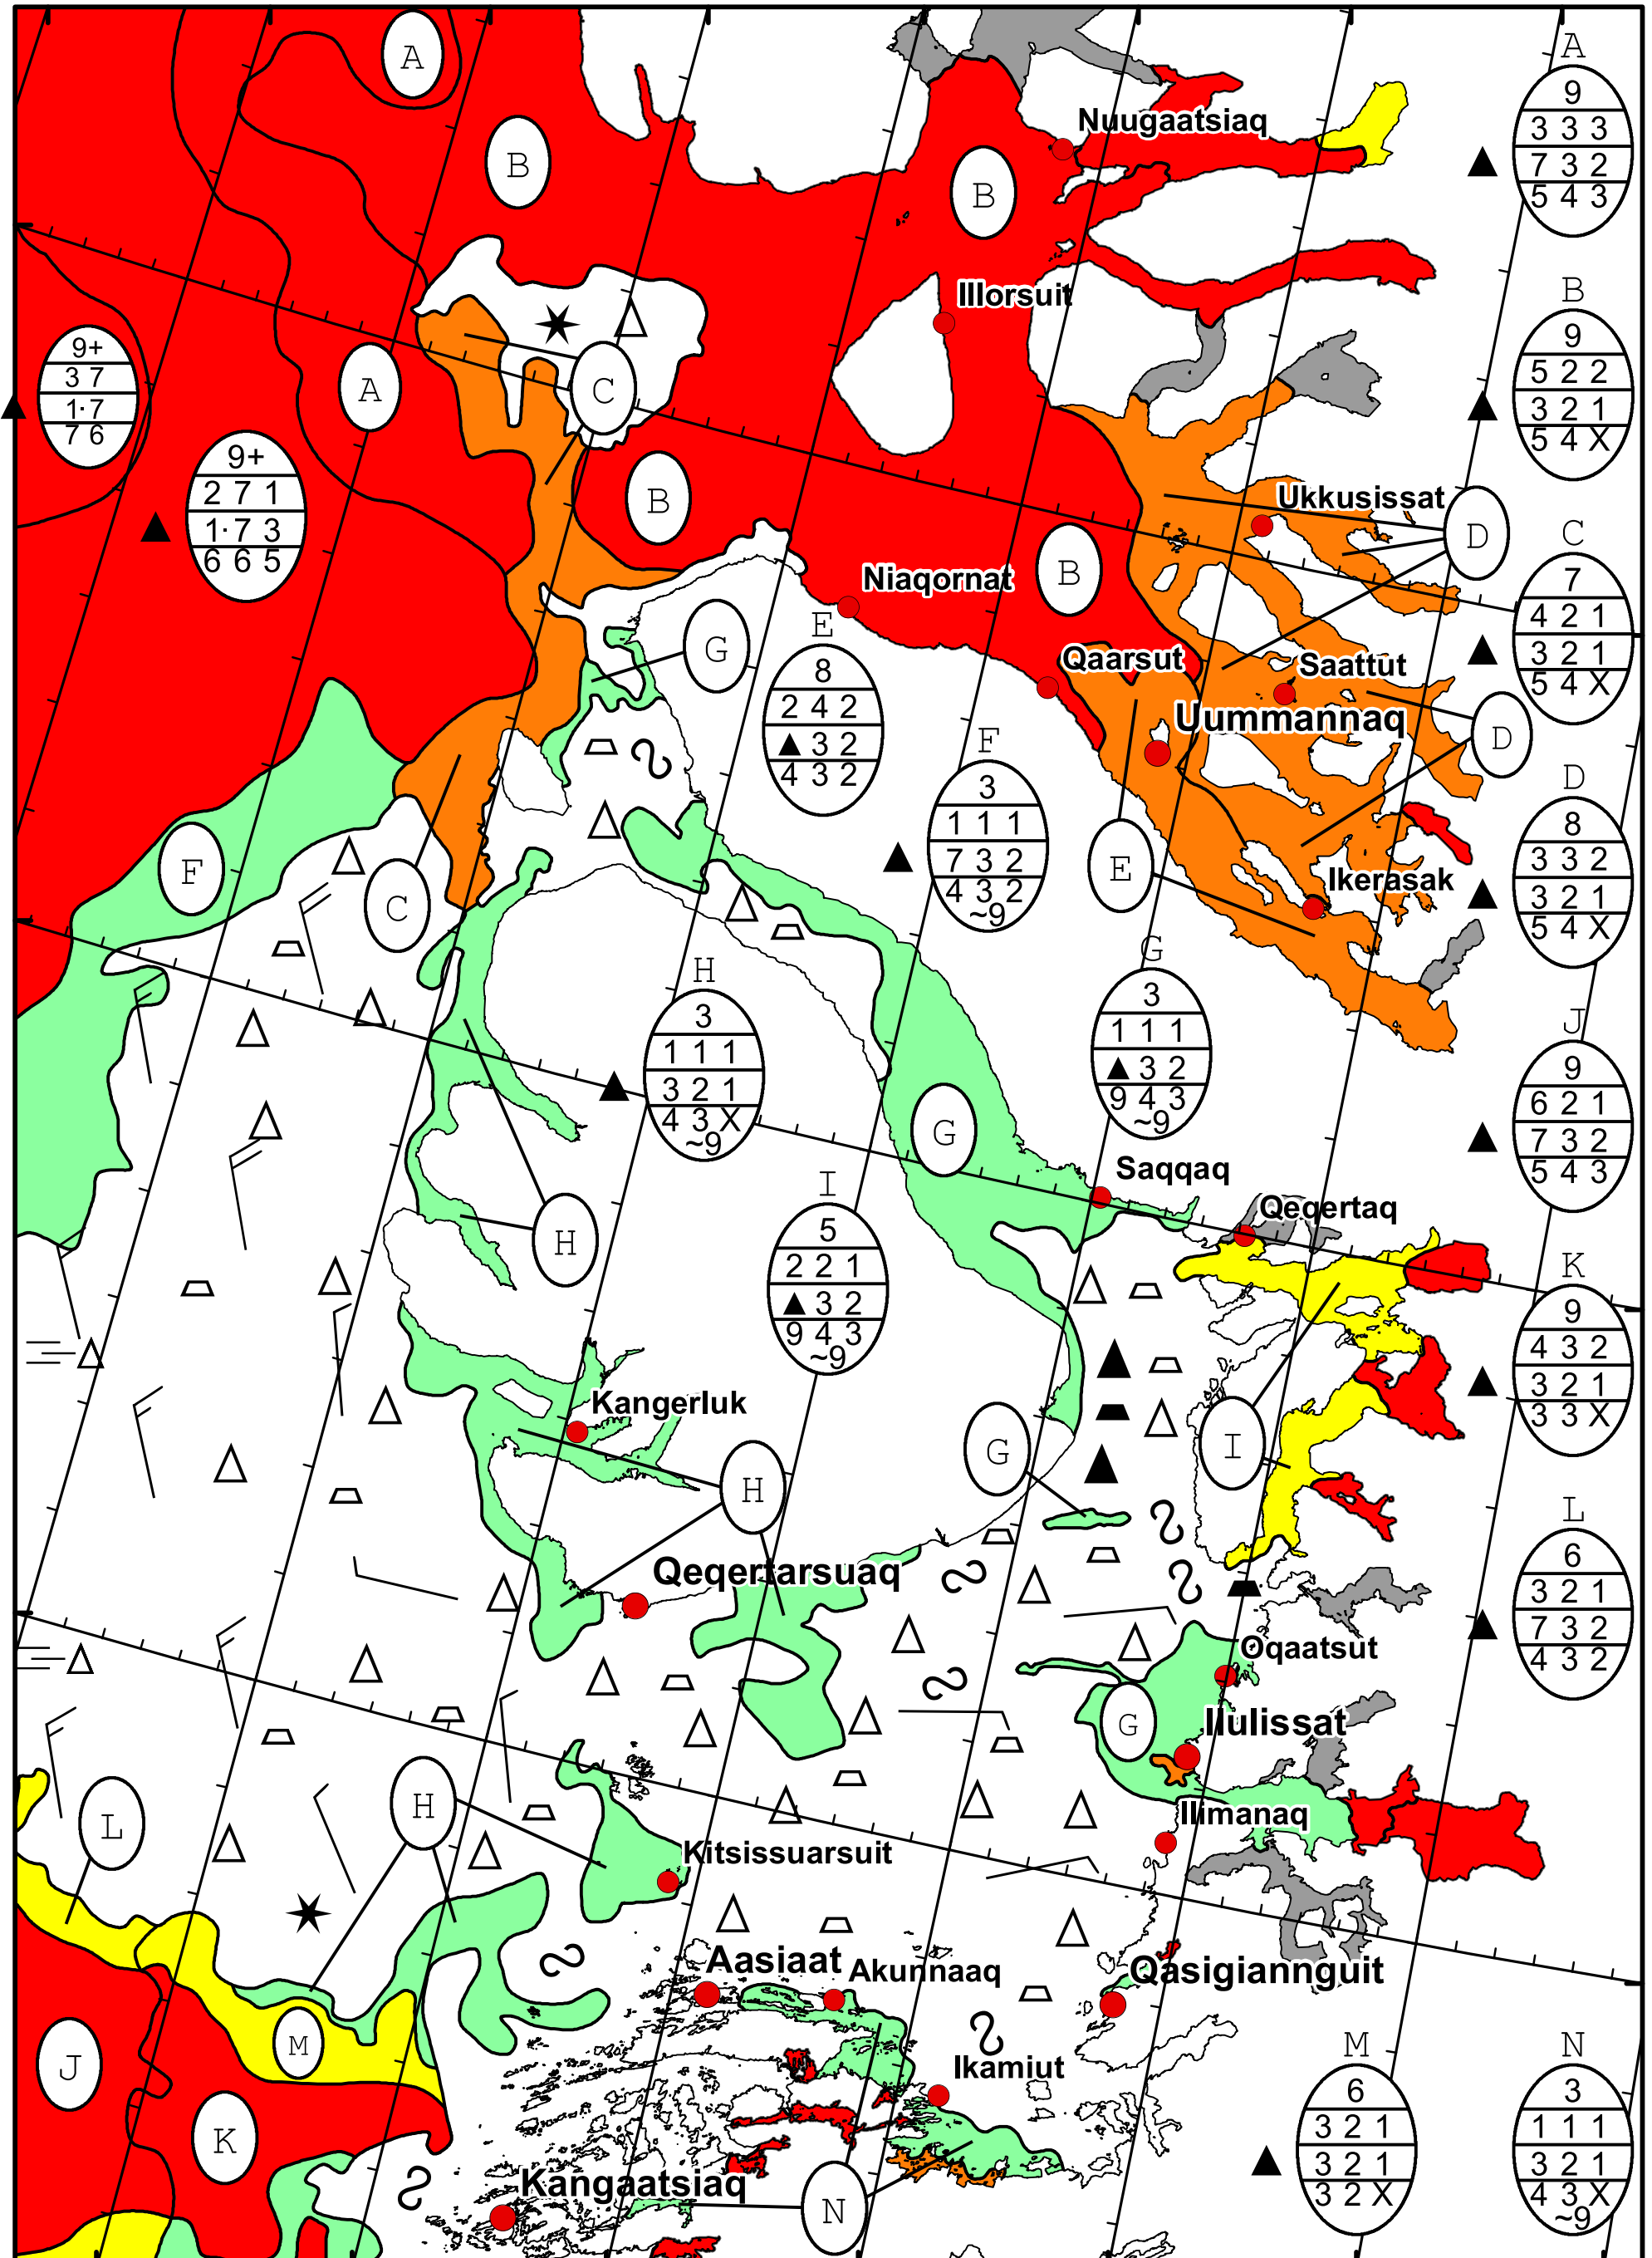 A
A
9
3 3 3
7 3 2
5 4 3
Nuugaatsiaq
B
B
Illorsuit
B
9
5 2 2
3 2 1
5 4 X
9+
3 7
1· 7
7 6
A
C
9+
2 7 1
1· 7 3
6 6 5
B
Ukkusissat
D
B
C
7
4 2 1
3 2 1
5 4 X
Niaqornat
E
8
2 4 2
3 2
4 3 2
G
Qaarsut
Saattut
Uummannaq
D
F
3
1 1 1
7 3 2
4 3 2
~9
D
8
3 3 2
3 2 1
5 4 X
F
C
E
Ikerasak
G
3
1 1 1
3 2
9 4 3
~9
H
3
1 1 1
3 2 1
4 3 X
~9
J
9
6 2 1
7 3 2
5 4 3
G
Saqqaq
Qeqertaq
H
I
5
2 2 1
3 2
9 4 3
~9
K
9
4 3 2
3 2 1
3 3 X
Kangerluk
G
I
H
L
6
3 2 1
7 3 2
4 3 2
Qeqertarsuaq
Oqaatsut
G
Ilulissat
L
H
Ilimanaq
Kitsissuarsuit
Aasiaat
Akunnaaq
Qasigiannguit
M
J
Ikamiut
M
6
3 2 1
3 2 1
3 2 X
N
3
1 1 1
3 2 1
4 3 X
~9
K
Kangaatsiaq
N